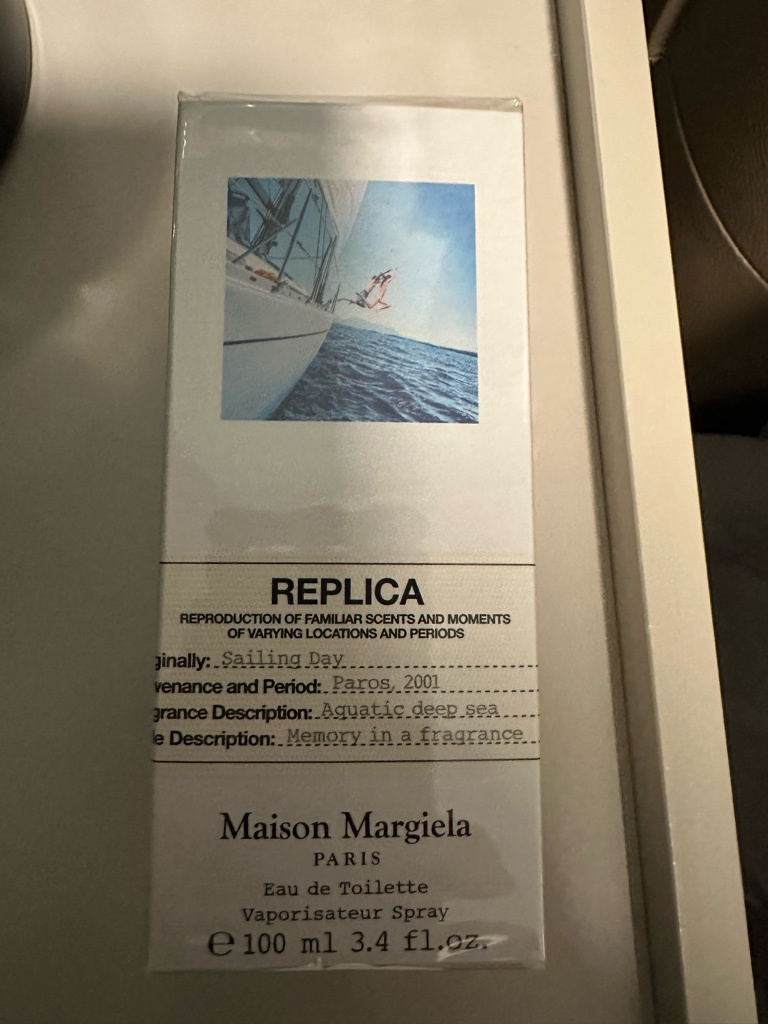 REPLICA
REPRODUCTION OF FAMILIAR SCENTS AND MOMENTS
OF VARYING LOCATIONS AND PERIODS
ginally: Sailing Day
venance and Period: Paros, 2001
grance Description: Aquatic deep sea
e Description: Memory in a fragrance
Maison Margiela
PARIS
Eau de Toilette
Vaporisateur Spray
℮ 100 ml 3.4 fl.oz.